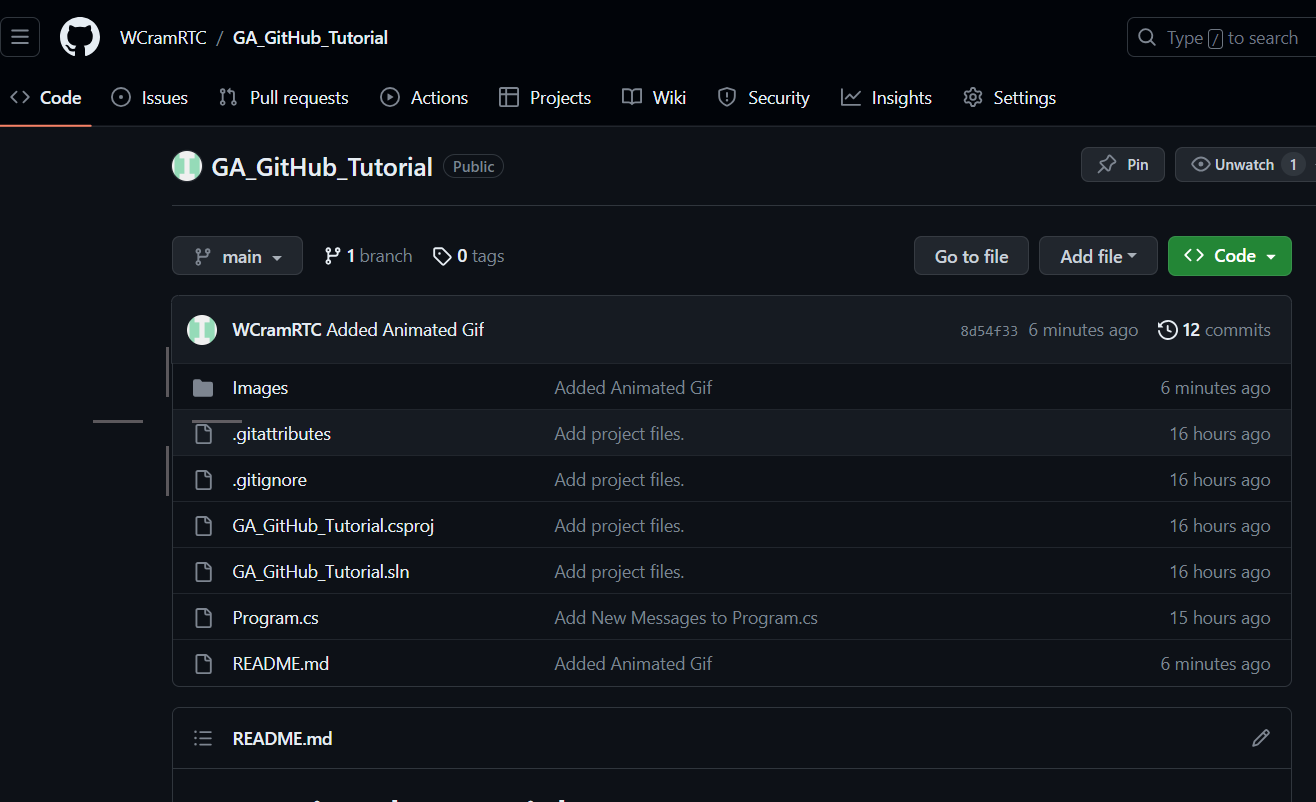 WCramRTC / GA_GitHub_Tutorial Type / to search
Code Issues Pull requests Actions Projects Wiki Security Insights Settings
GA_GitHub_Tutorial Public Pin Unwatch 1
main 1 branch 0 tags Go to file Add file Code
WCramRTC Added Animated Gif 8d54f33 6 minutes ago 12 commits
Images Added Animated Gif 6 minutes ago
.gitattributes Add project files. 16 hours ago
.gitignore Add project files. 16 hours ago
GA_GitHub_Tutorial.csproj Add project files. 16 hours ago
GA_GitHub_Tutorial.sln Add project files. 16 hours ago
Program.cs Add New Messages to Program.cs 15 hours ago
README.md Added Animated Gif 6 minutes ago
README.md